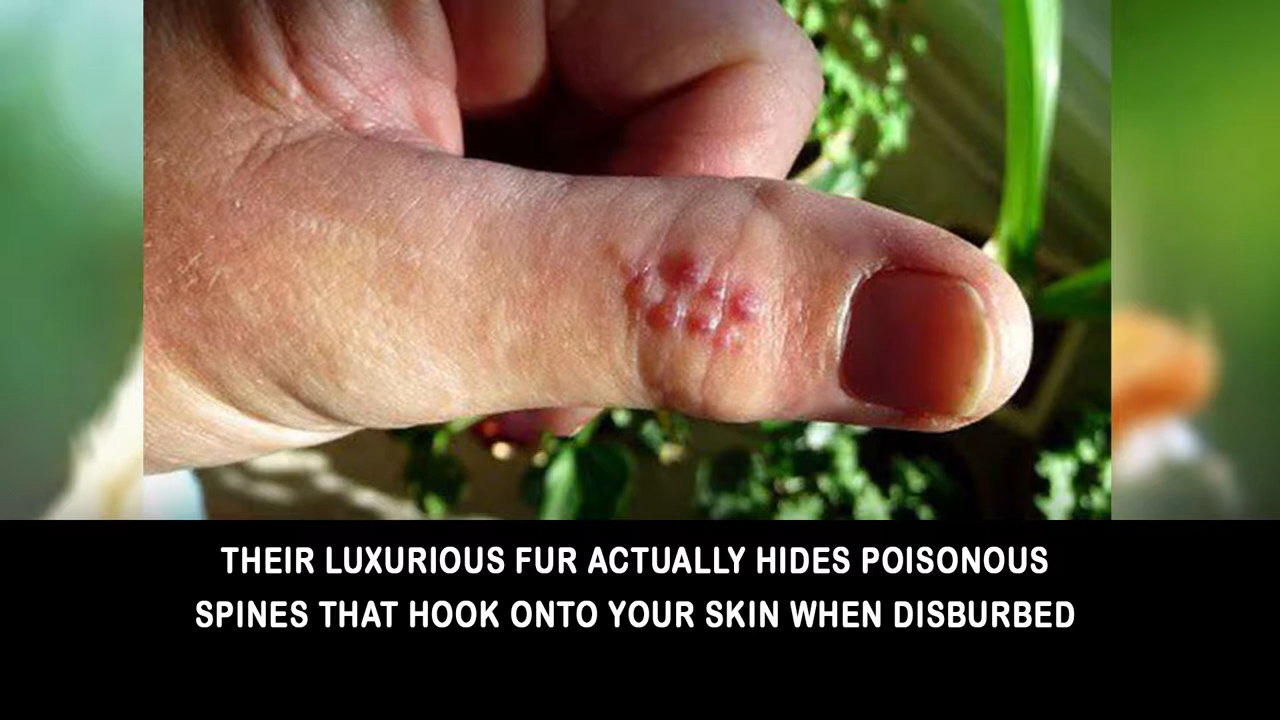 THEIR LUXURIOUS FUR ACTUALLY HIDES POISONOUS
SPINES THAT HOOK ONTO YOUR SKIN WHEN DISBURBED